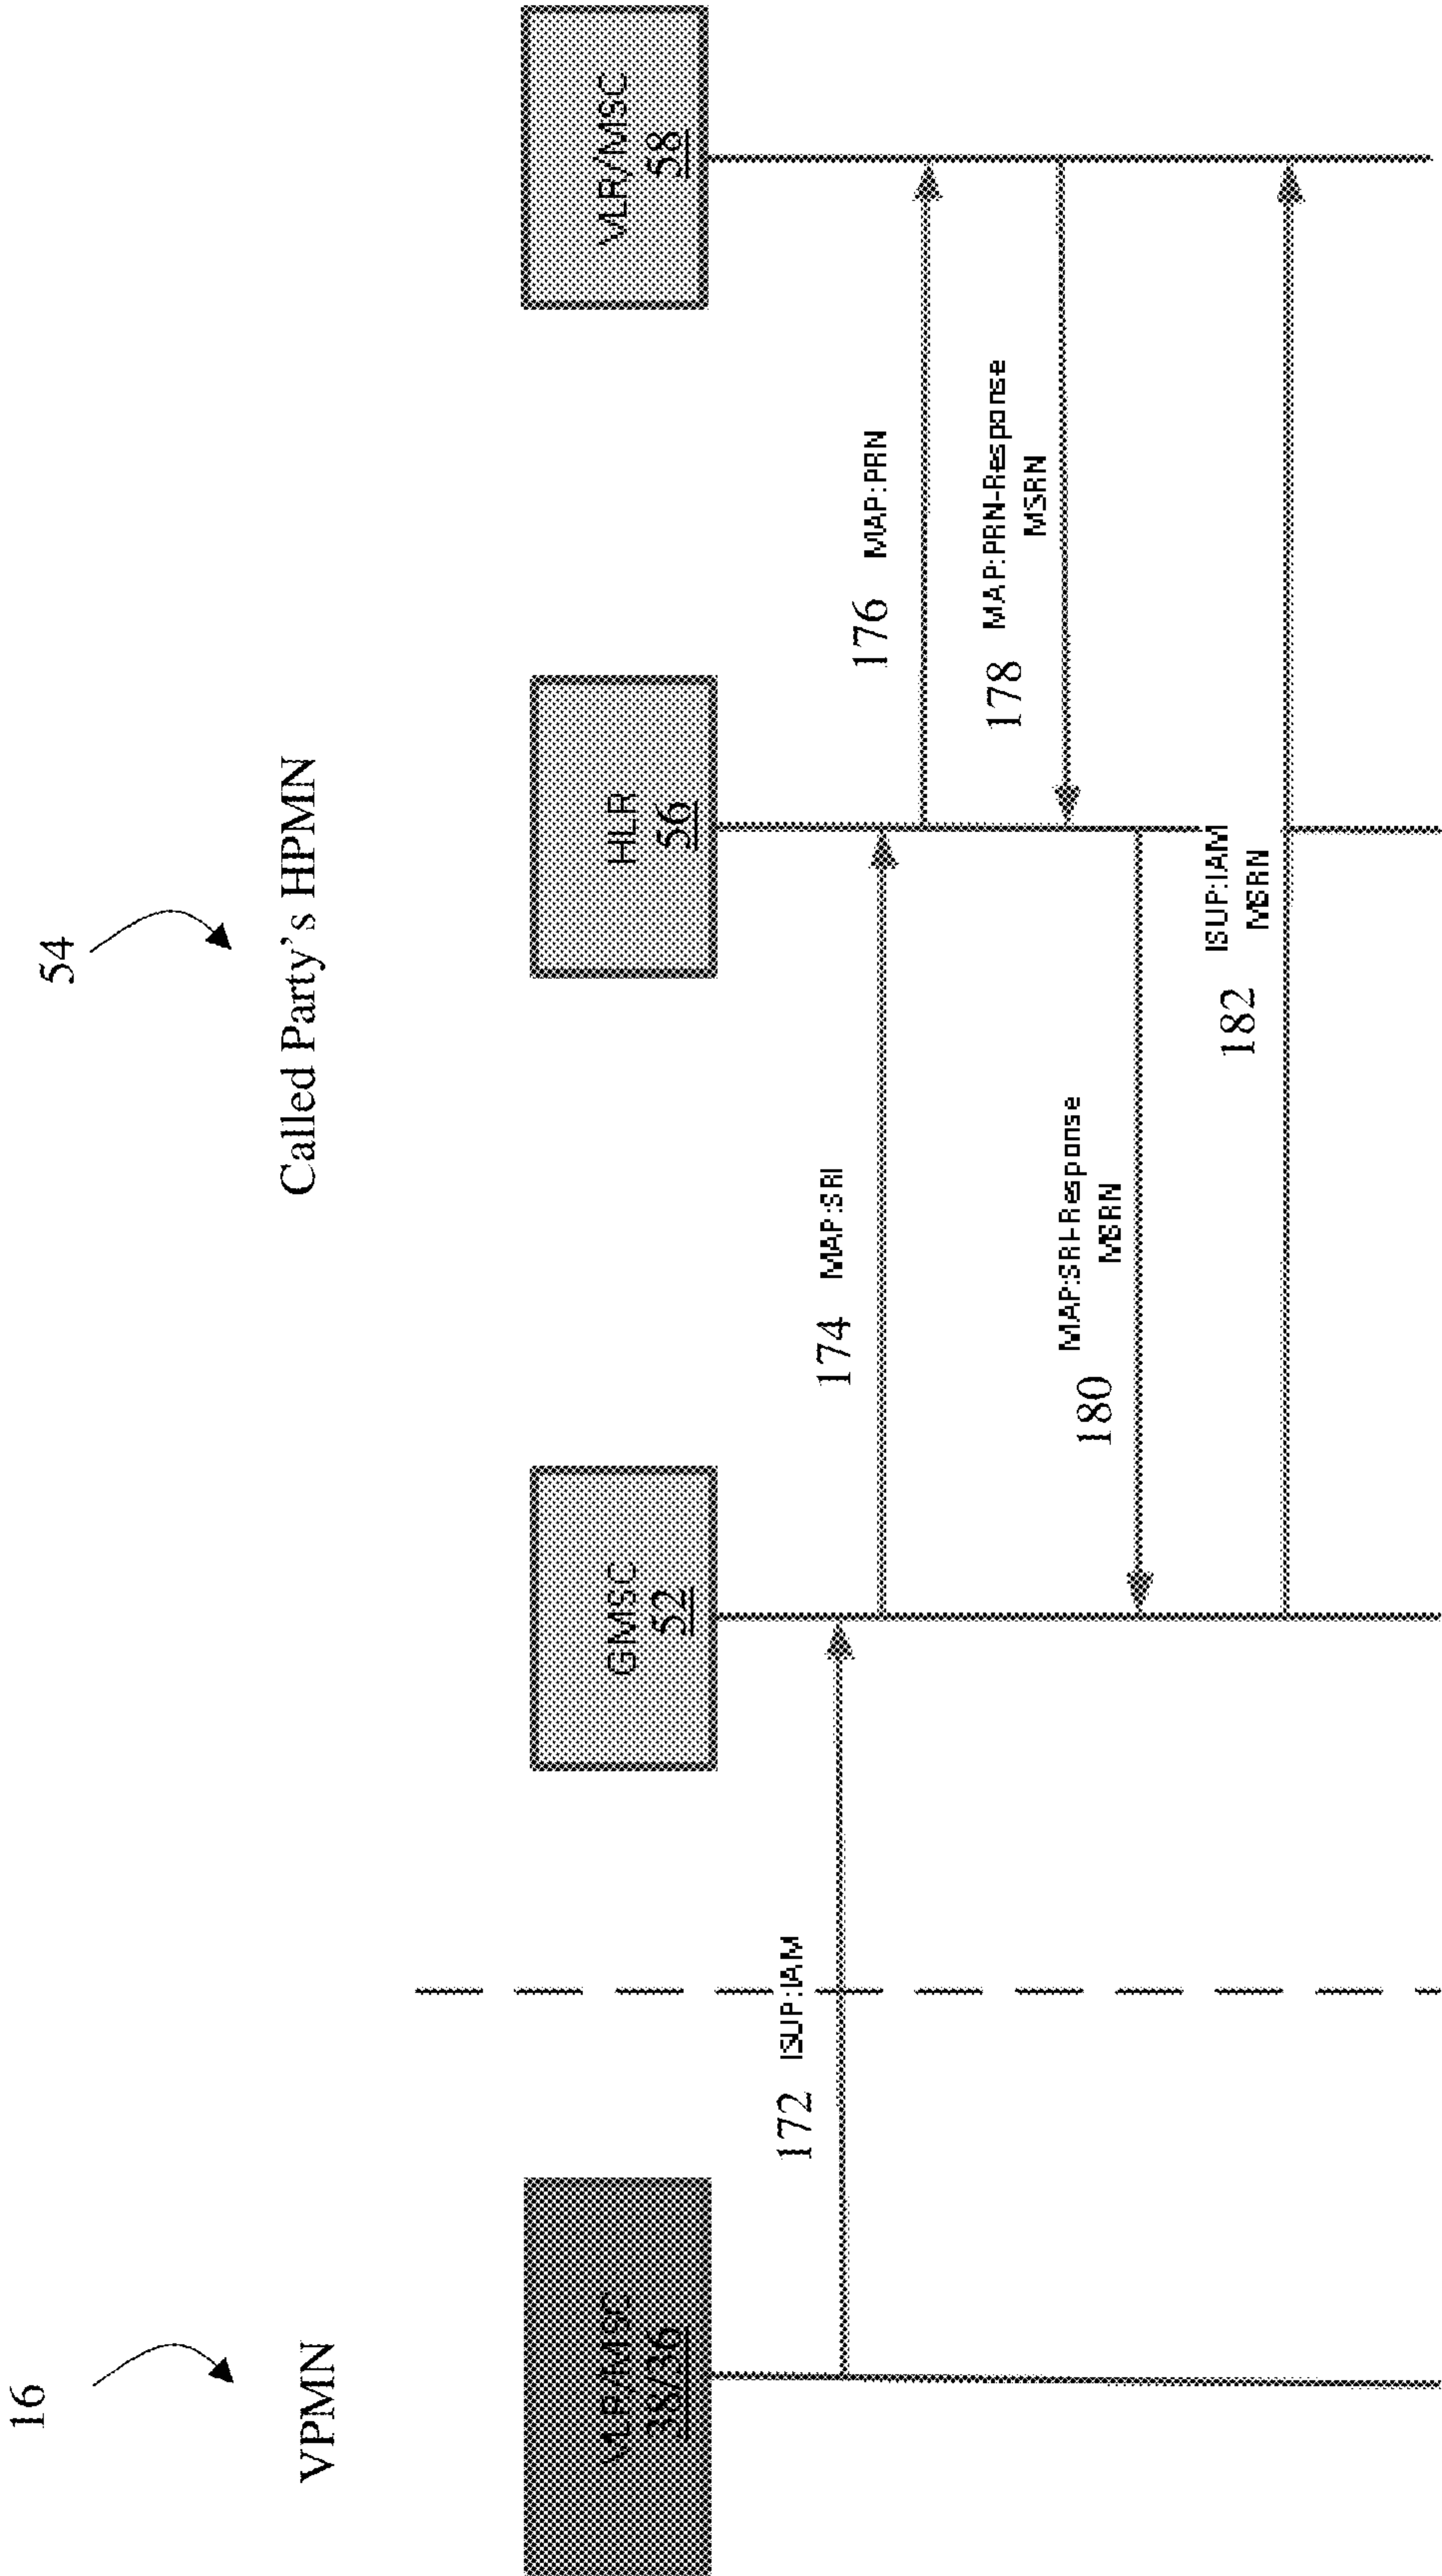 16
VPMN
54
Called Party’s HPMN
VLR/MSC
38/36
GMSC
52
HLR
56
VLR/MSC
58
172 ISUP:IAM
174 MAP:SRI
176 MAP:PRN
178 MAP:PRN-Response
MSRN
180 MAP:SRI-Response
MSRN
182 ISUP:IAM
MSRN